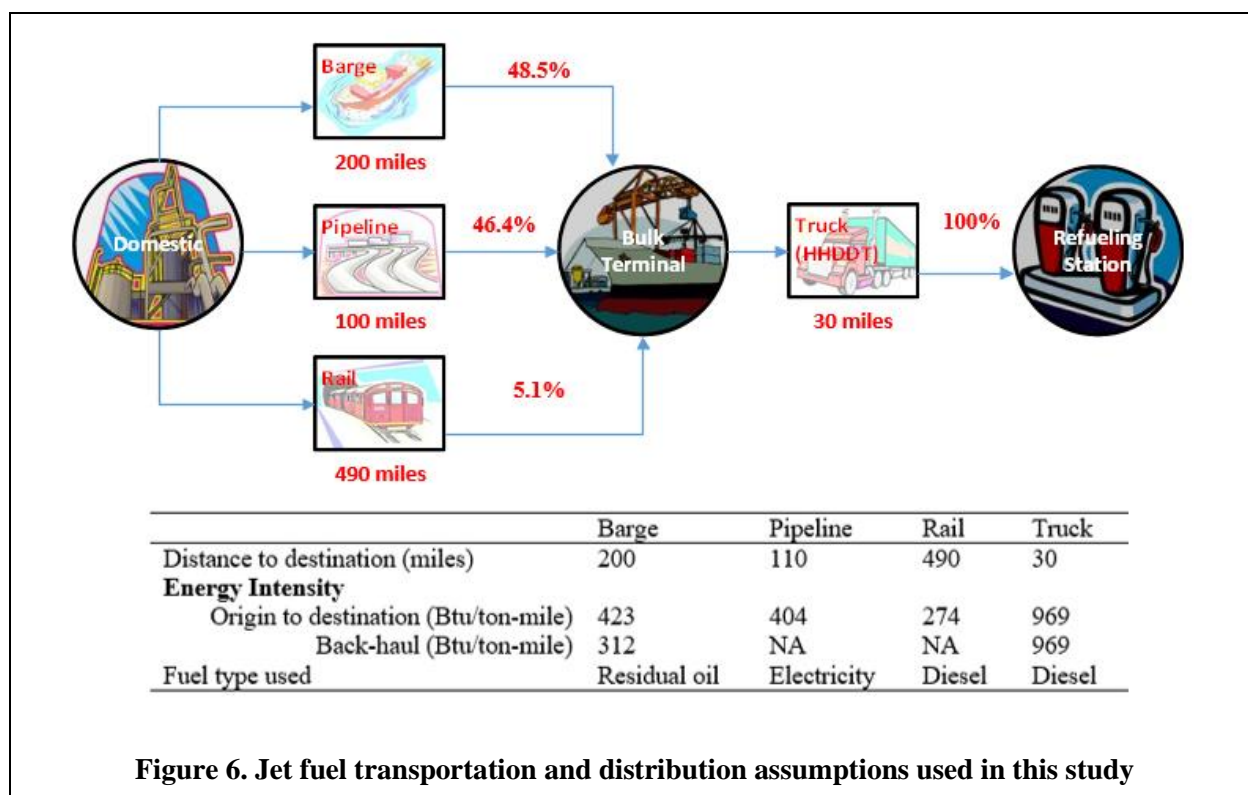 Barge
48.5%
200 miles
Domestic
Pipeline
46.4%
100 miles
Bulk
Terminal
Truck
(HHDDT)
100%
30 miles
Refueling
Station
Rail
5.1%
490 miles
Barge Pipeline Rail Truck
Distance to destination (miles) 200 110 490 30
Energy Intensity
Origin to destination (Btu/ton-mile) 423 404 274 969
Back-haul (Btu/ton-mile) 312 NA NA 969
Fuel type used Residual oil Electricity Diesel Diesel
Figure 6. Jet fuel transportation and distribution assumptions used in this study